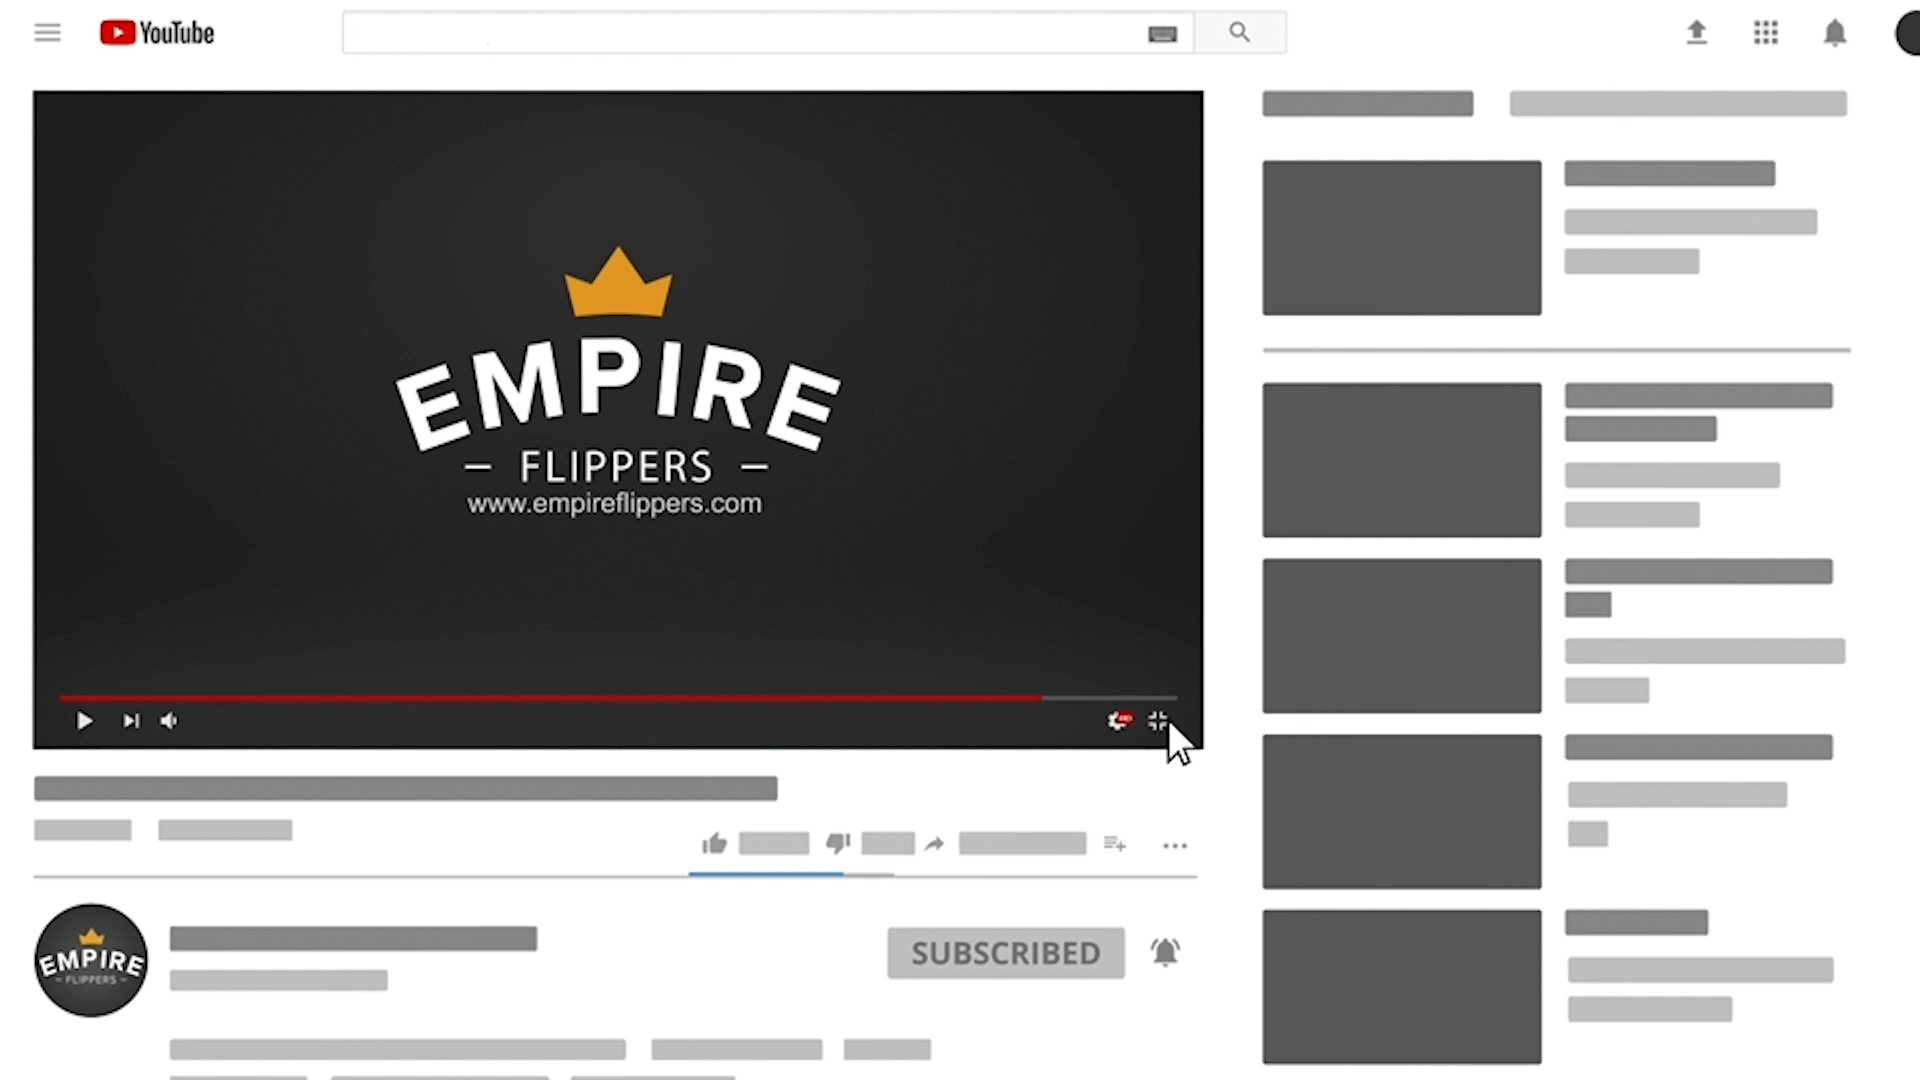 YouTube
EMPIRE
– FLIPPERS –
www.empireflippers.com
SUBSCRIBED
EMPIRE
– FLIPPERS –